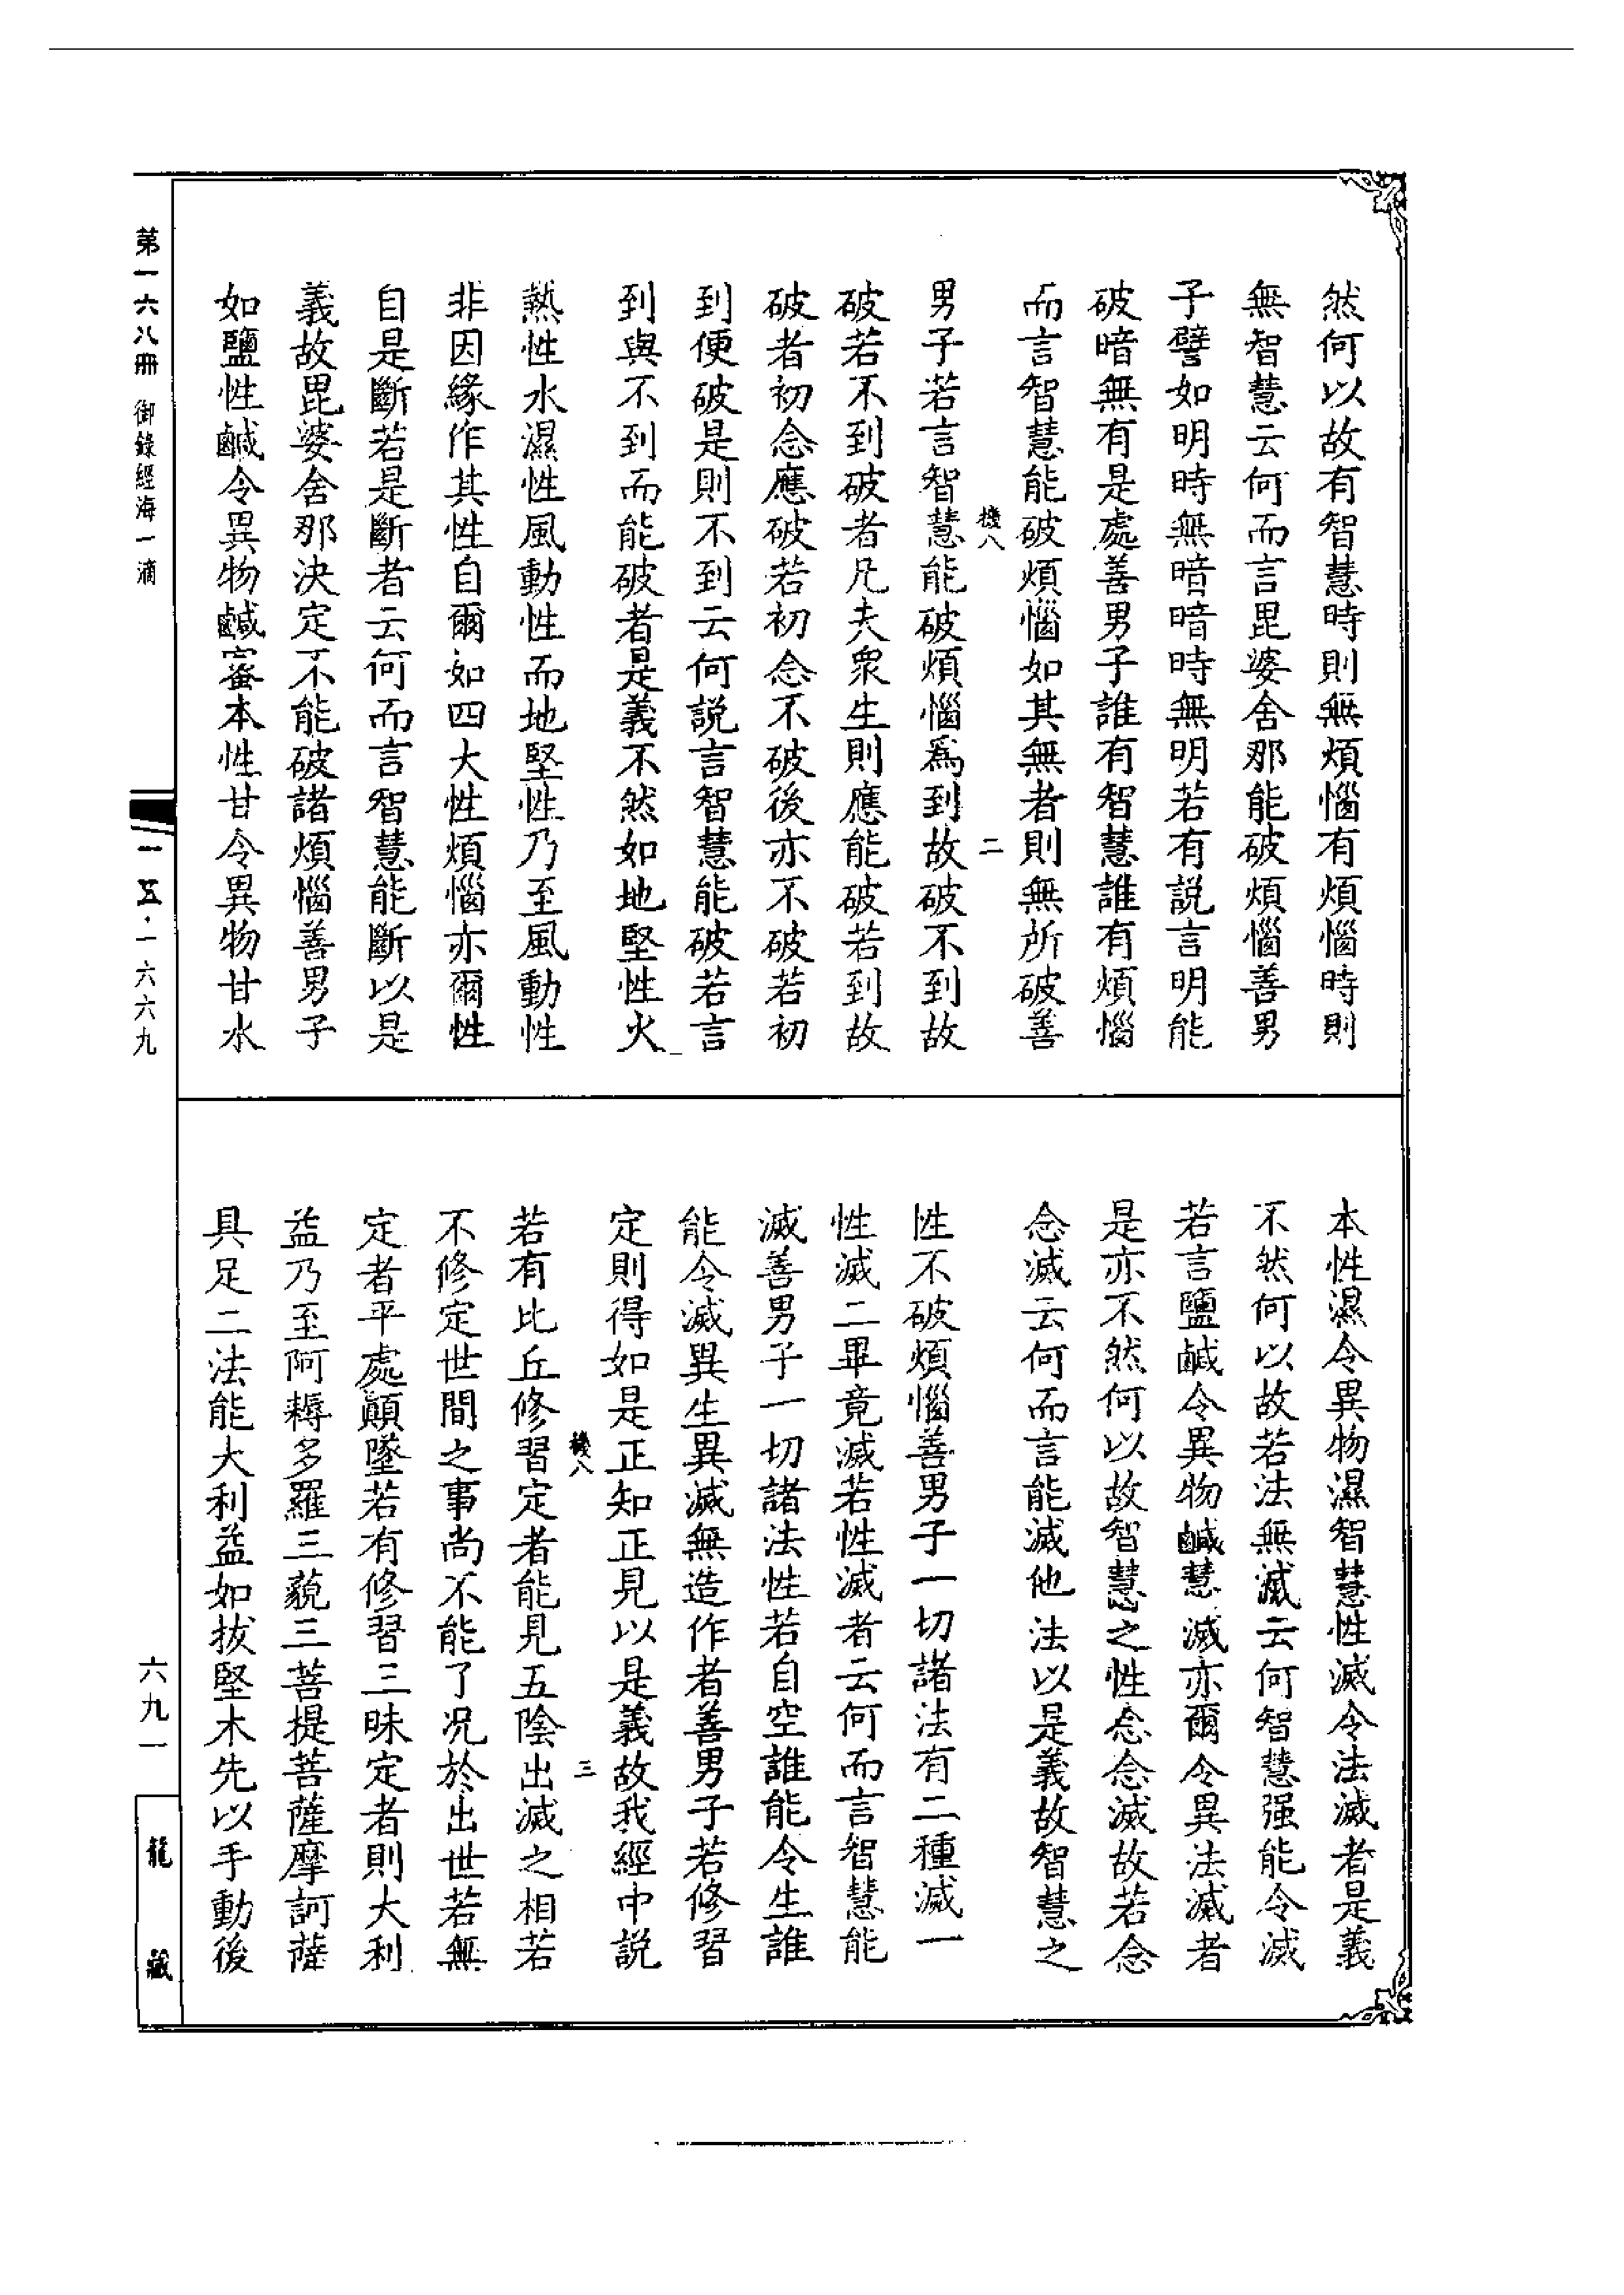 然何以故有智慧時則無煩惱有煩惱時則
無智慧云何而言毘婆舍那能破煩惱善男
子譬如明時無暗暗時無明若有説言明能
破暗無有是處善男子誰有智慧誰有煩惱
而言智慧能破煩惱如其無者則無所破善
機八 二
男子若言智慧能破煩惱爲到故破不到故
破若不到破者凡夫衆生則應能破若到故
破者初念應破若初念不破後亦不破若初
到便破是則不到云何説言智慧能破若言
到與不到而能破者是義不然如地堅性火
熱性水濕性風動性而地堅性乃至風動性
非因緣作其性自爾如四大性煩惱亦爾性
自是斷若是斷者云何而言智慧能斷以是
義故毘婆舍那決定不能破諸煩惱善男子
如鹽性鹹令異物鹹蜜本性甘令異物甘水
本性濕令異物濕智慧性滅令法滅者是義
不然何以故若法無滅云何智慧强能令滅
若言鹽鹹令異物鹹慧滅亦爾令異法滅者
是亦不然何以故智慧之性念念滅故若念
念滅云何而言能滅他法以是義故智慧之
性不破煩惱善男子一切諸法有二種滅一
性滅二畢竟滅若性滅者云何而言智慧能
滅善男子一切諸法性若自空誰能令生誰
能令滅異生異滅無造作者善男子若修習
定則得如是正知正見以是義故我經中説
機八 三
若有比丘修習定者能見五陰出滅之相若
不修定世間之事尚不能了况於出世若無
定者平處顛墜若有修習三昧定者則大利
益乃至阿耨多羅三藐三菩提菩薩摩訶薩
具足二法能大利益如拔堅木先以手動後
第一六八冊 御錄經海一滴
一五·一六六九
六九一
龍藏